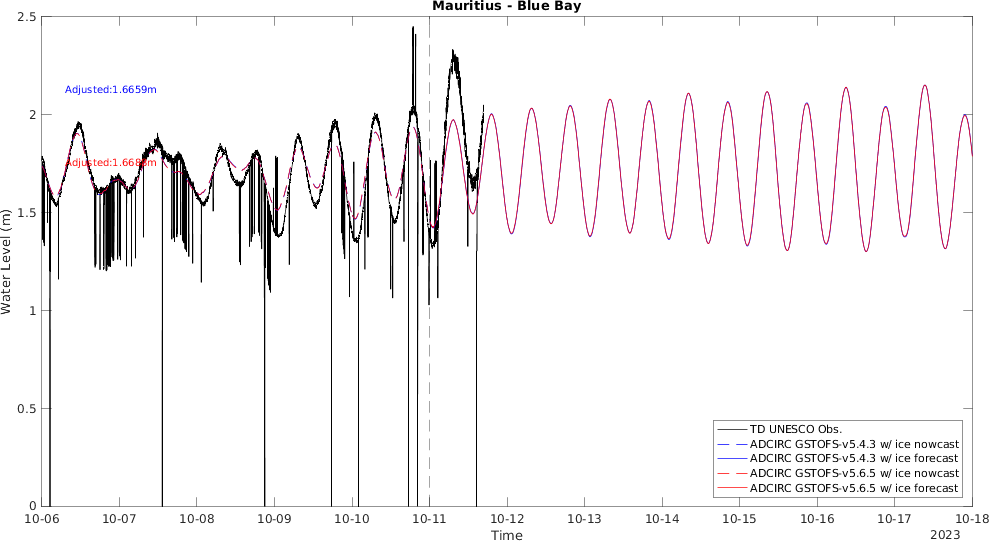 Mauritius - Blue Bay
2.5
2
1.5
1
0.5
0
Water Level (m)
Adjusted:1.6659m
TD UNESCO Obs.
ADCIRC GSTOFS-v5.4.3 w/ ice nowcast
ADCIRC GSTOFS-v5.4.3 w/ ice forecast
ADCIRC GSTOFS-v5.6.5 w/ ice nowcast
ADCIRC GSTOFS-v5.6.5 w/ ice forecast
10-06 10-07 10-08 10-09 10-10 10-11 10-12 10-13 10-14 10-15 10-16 10-17 10-18
Time
2023